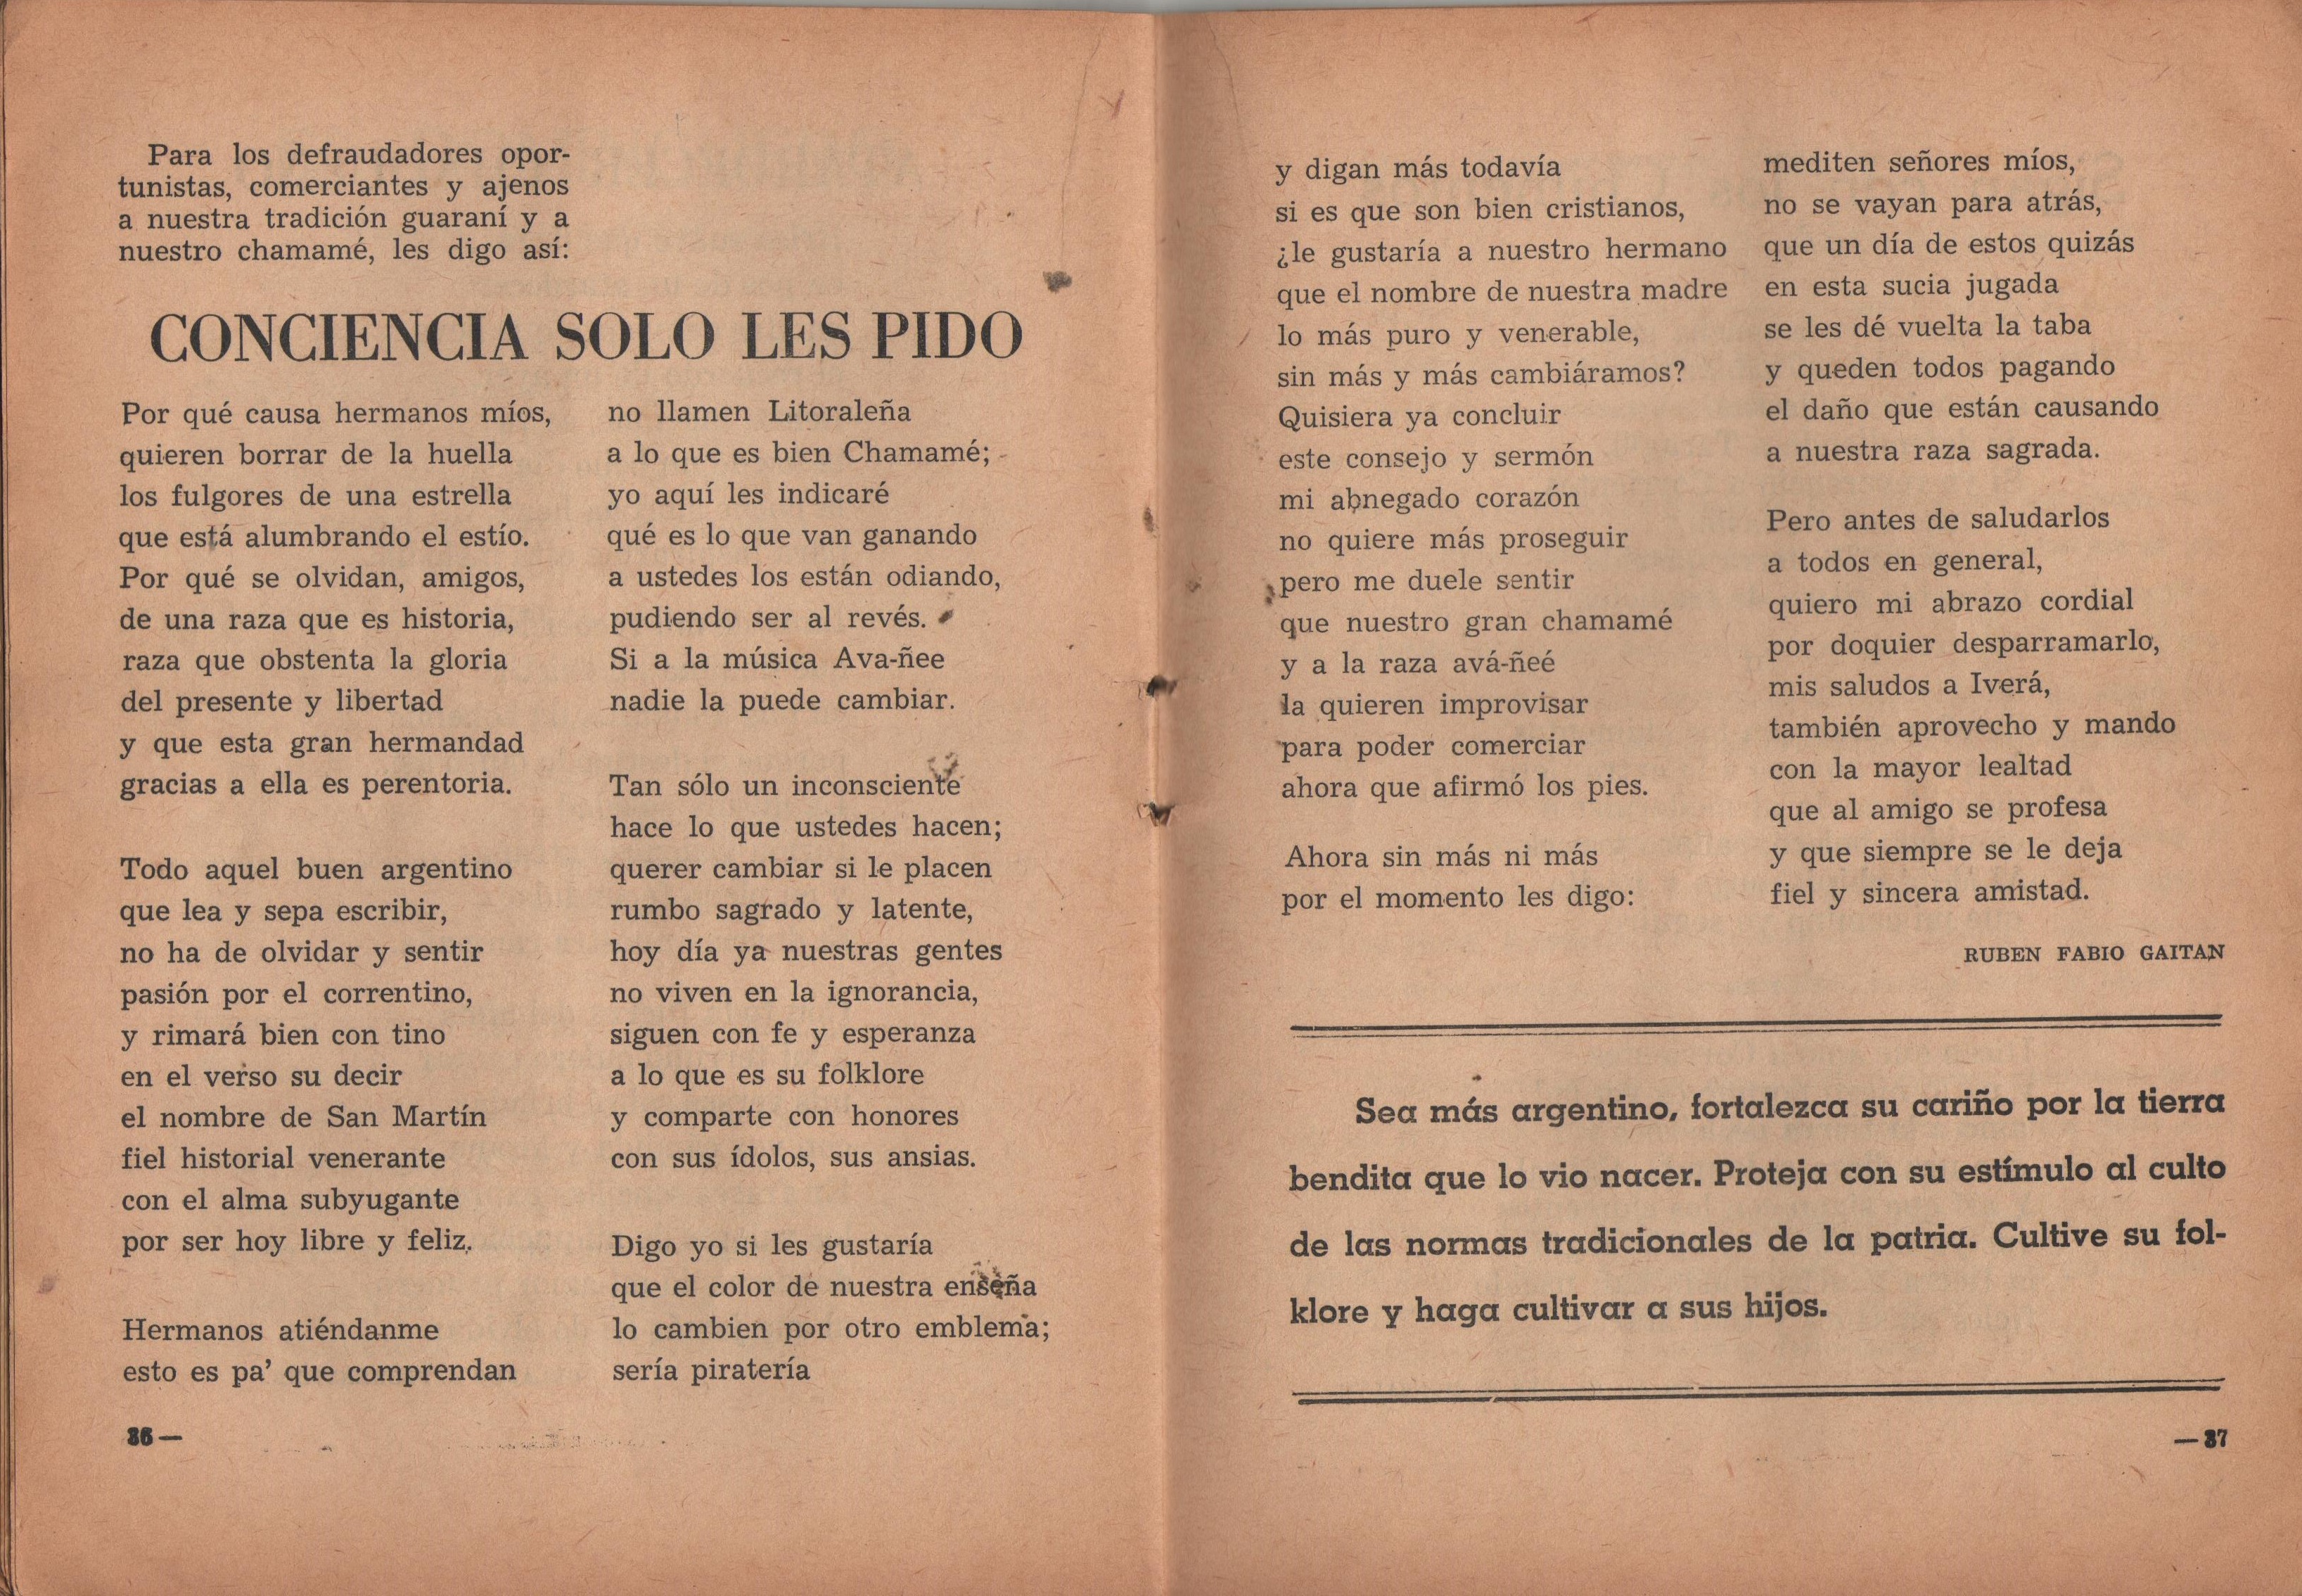 Para los defraudadores opor-
tunistas, comerciantes y ajenos
a nuestra tradición guaraní y a
nuestro chamamé, les digo así:
CONCIENCIA SOLO LES PIDO
Por qué causa hermanos míos,
quieren borrar de la huella
los fulgores de una estrella
que está alumbrando el estío.
Por qué se olvidan, amigos,
de una raza que es historia,
raza que obstenta la gloria
del presente y libertad
y que esta gran hermandad
gracias a ella es perentoria.
Todo aquel buen argentino
que lea y sepa escribir,
no ha de olvidar y sentir
pasión por el correntino,
y rimará bien con tino
en el verso su decir
el nombre de San Martín
fiel historial venerante
con el alma subyugante
por ser hoy libre y feliz.
Hermanos atiéndanme
esto es pa' que comprendan
no llamen Litoraleña
a lo que es bien Chamamé;
yo aquí les indicaré
qué es lo que van ganando
a ustedes los están odiando,
pudiendo ser al revés.
Si a la música Ava-ñee
nadie la puede cambiar.
Tan sólo un inconsciente
hace lo que ustedes hacen;
querer cambiar si le placen
rumbo sagrado y latente,
hoy día ya nuestras gentes
no viven en la ignorancia,
siguen con fe y esperanza
a lo que es su folklore
y comparte con honores
con sus ídolos, sus ansias.
Digo yo si les gustaría
que el color de nuestra enseña
lo cambien por otro emblema;
sería piratería
36 —
y digan más todavía
si es que son bien cristianos,
¿le gustaría a nuestro hermano
que el nombre de nuestra madre
lo más puro y venerable,
sin más y más cambiáramos?
Quisiera ya concluir
este consejo y sermón
mi abnegado corazón
no quiere más proseguir
pero me duele sentir
que nuestro gran chamamé
y a la raza avá-ñeé
la quieren improvisar
para poder comerciar
ahora que afirmó los pies.
Ahora sin más ni más
por el momento les digo:
mediten señores míos,
no se vayan para atrás,
que un día de estos quizás
en esta sucia jugada
se les dé vuelta la taba
y queden todos pagando
el daño que están causando
a nuestra raza sagrada.
Pero antes de saludarlos
a todos en general,
quiero mi abrazo cordial
por doquier desparramarlo,
mis saludos a Iverá,
también aprovecho y mando
con la mayor lealtad
que al amigo se profesa
y que siempre se le deja
fiel y sincera amistad.
RUBEN FABIO GAITAN
Sea más argentino, fortalezca su cariño por la tierra
bendita que lo vio nacer. Proteja con su estímulo al culto
de las normas tradicionales de la patria. Cultive su fol-
klore y haga cultivar a sus hijos.
— 37